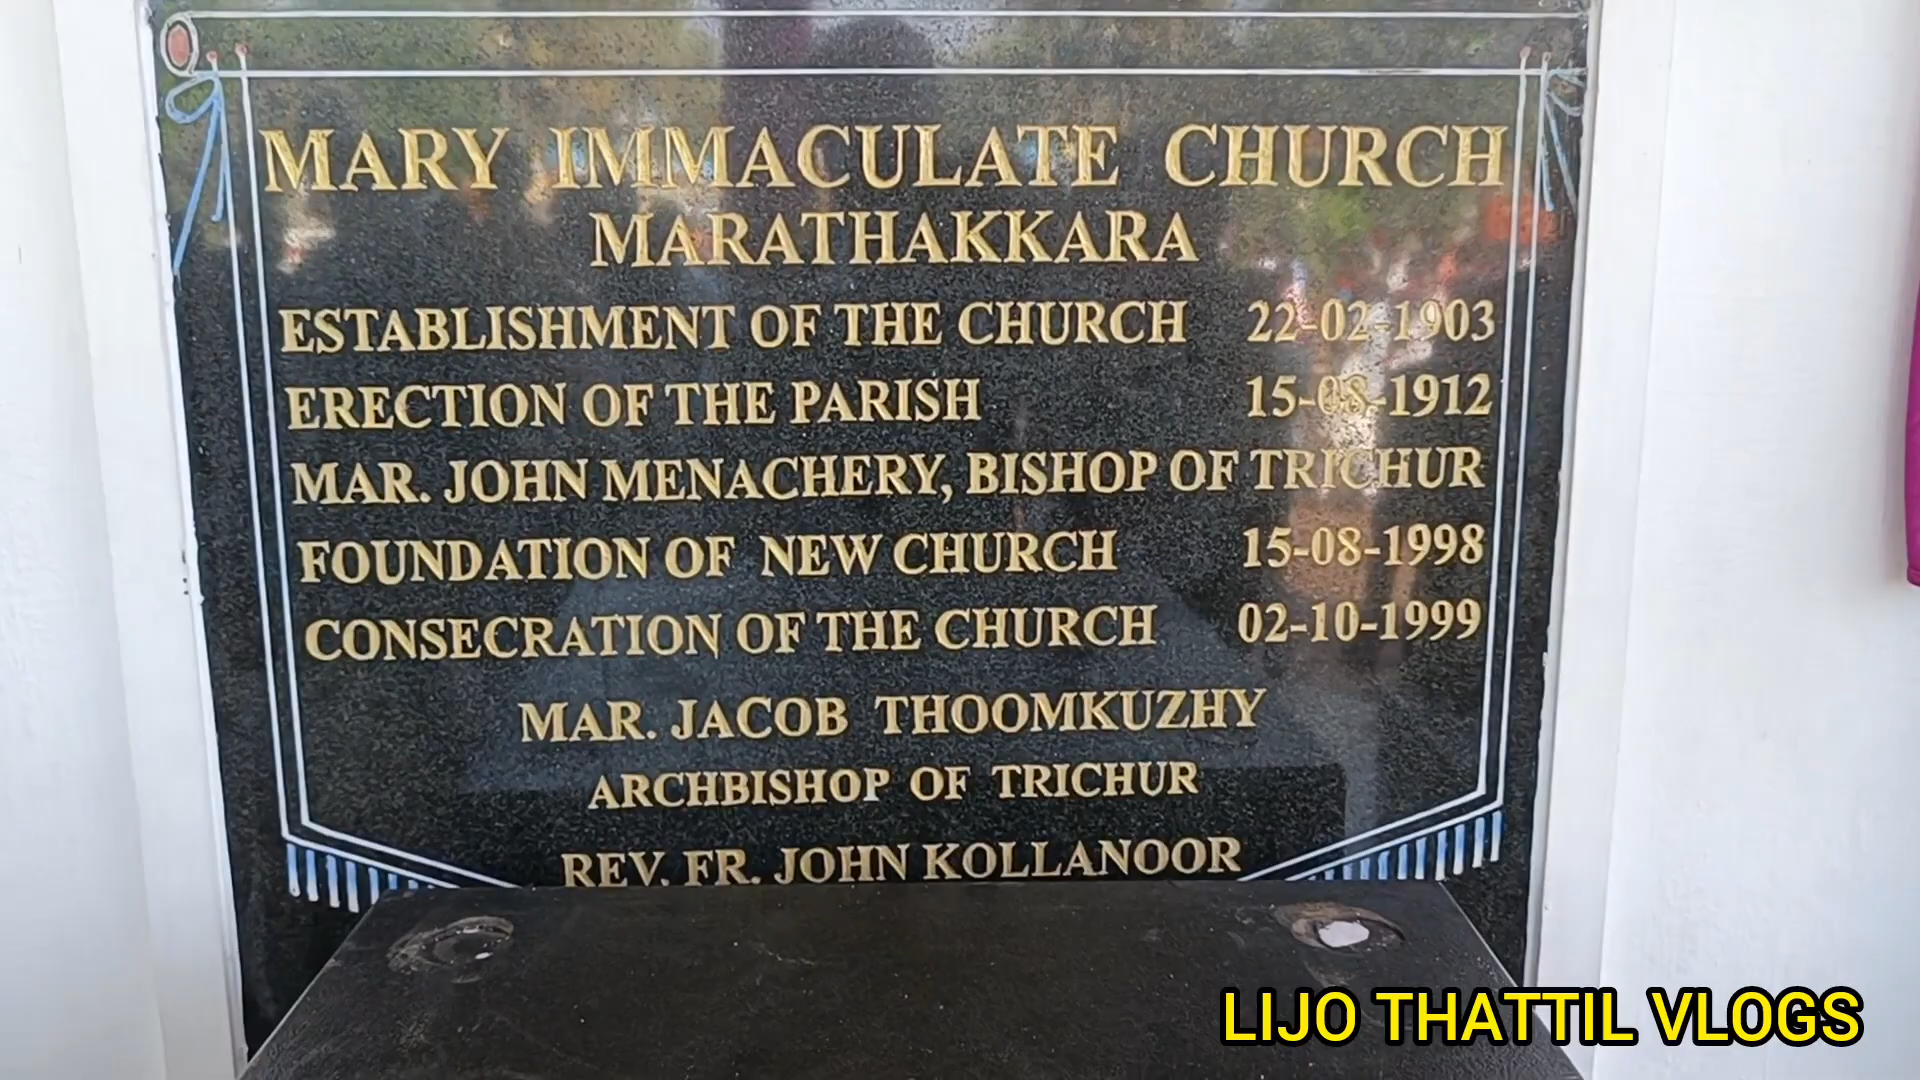 MARY IMMACULATE CHURCH
MARATHAKKARA
ESTABLISHMENT OF THE CHURCH 22-02-1903
ERECTION OF THE PARISH 15-08-1912
MAR. JOHN MENACHERY, BISHOP OF TRICHUR
FOUNDATION OF NEW CHURCH 15-08-1998
CONSECRATION OF THE CHURCH 02-10-1999
MAR. JACOB THOOMKUZHY
ARCHBISHOP OF TRICHUR
REV. FR. JOHN KOLLANOOR
LIJO THATTIL VLOGS